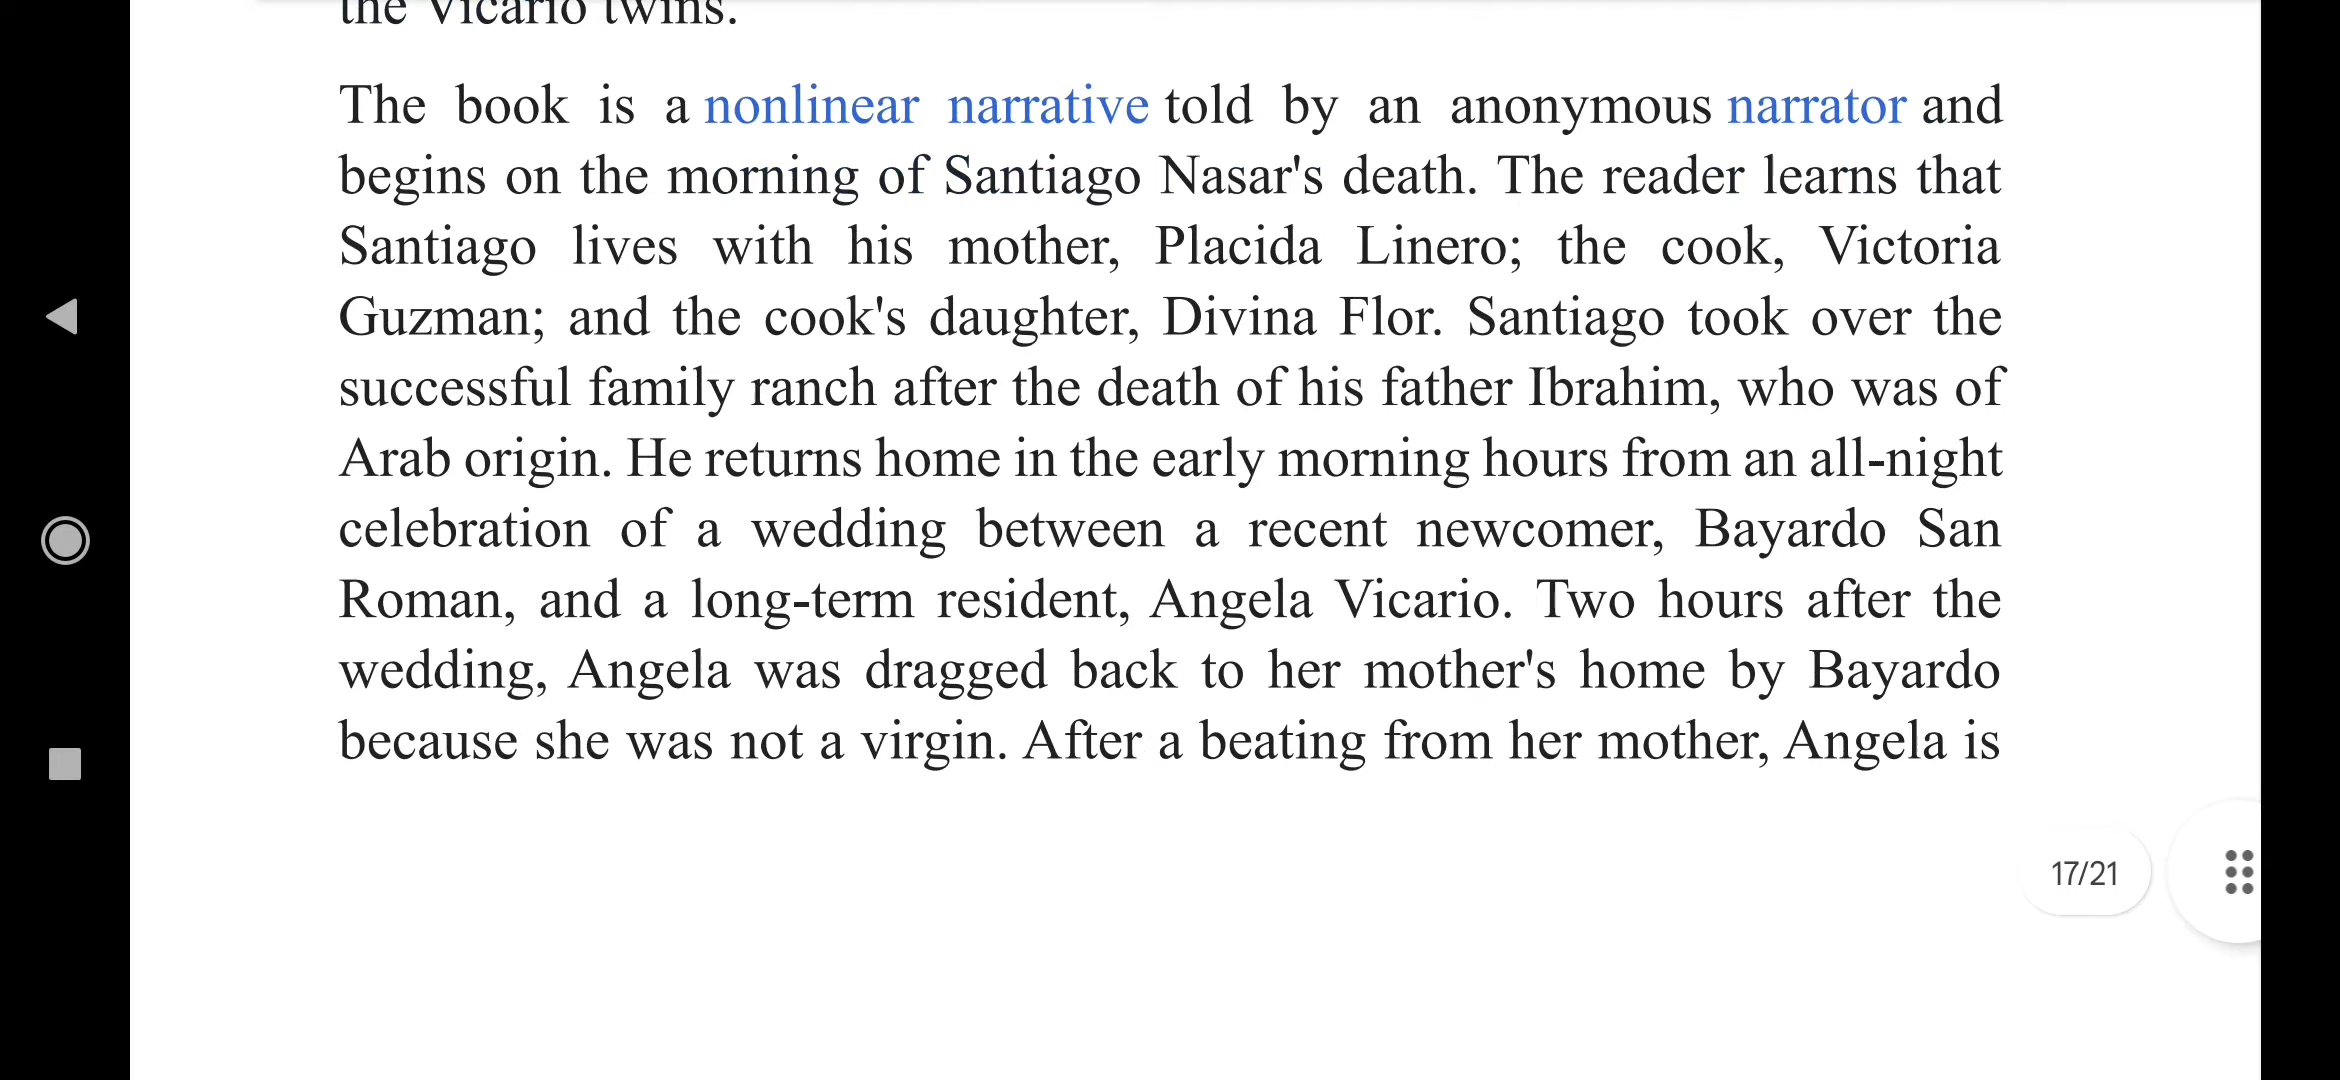 the Vicario twins.
The book is a nonlinear narrative told by an anonymous narrator and
begins on the morning of Santiago Nasar's death. The reader learns that
Santiago lives with his mother, Placida Linero; the cook, Victoria
Guzman; and the cook's daughter, Divina Flor. Santiago took over the
successful family ranch after the death of his father Ibrahim, who was of
Arab origin. He returns home in the early morning hours from an all-night
celebration of a wedding between a recent newcomer, Bayardo San
Roman, and a long-term resident, Angela Vicario. Two hours after the
wedding, Angela was dragged back to her mother's home by Bayardo
because she was not a virgin. After a beating from her mother, Angela is
17/21